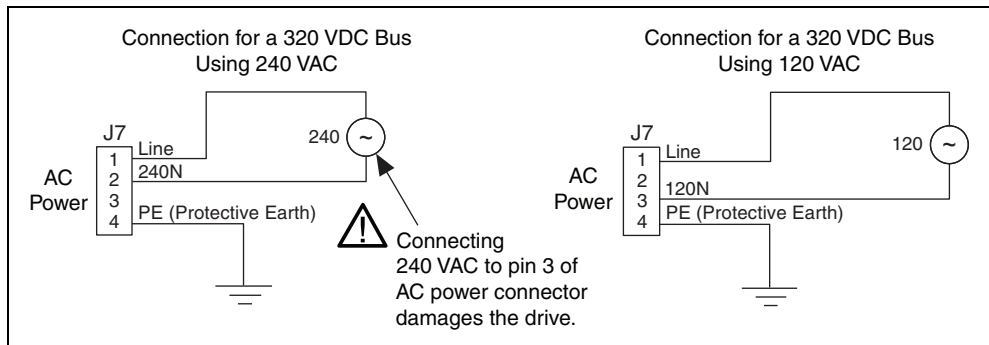 Connection for a 320 VDC Bus
Using 240 VAC
J7
AC
Power
1
2
3
4
Line
240N
PE (Protective Earth)
240
~
!
Connecting
240 VAC to pin 3 of
AC power connector
damages the drive.
Connection for a 320 VDC Bus
Using 120 VAC
J7
AC
Power
1
2
3
4
Line
120N
PE (Protective Earth)
120
~